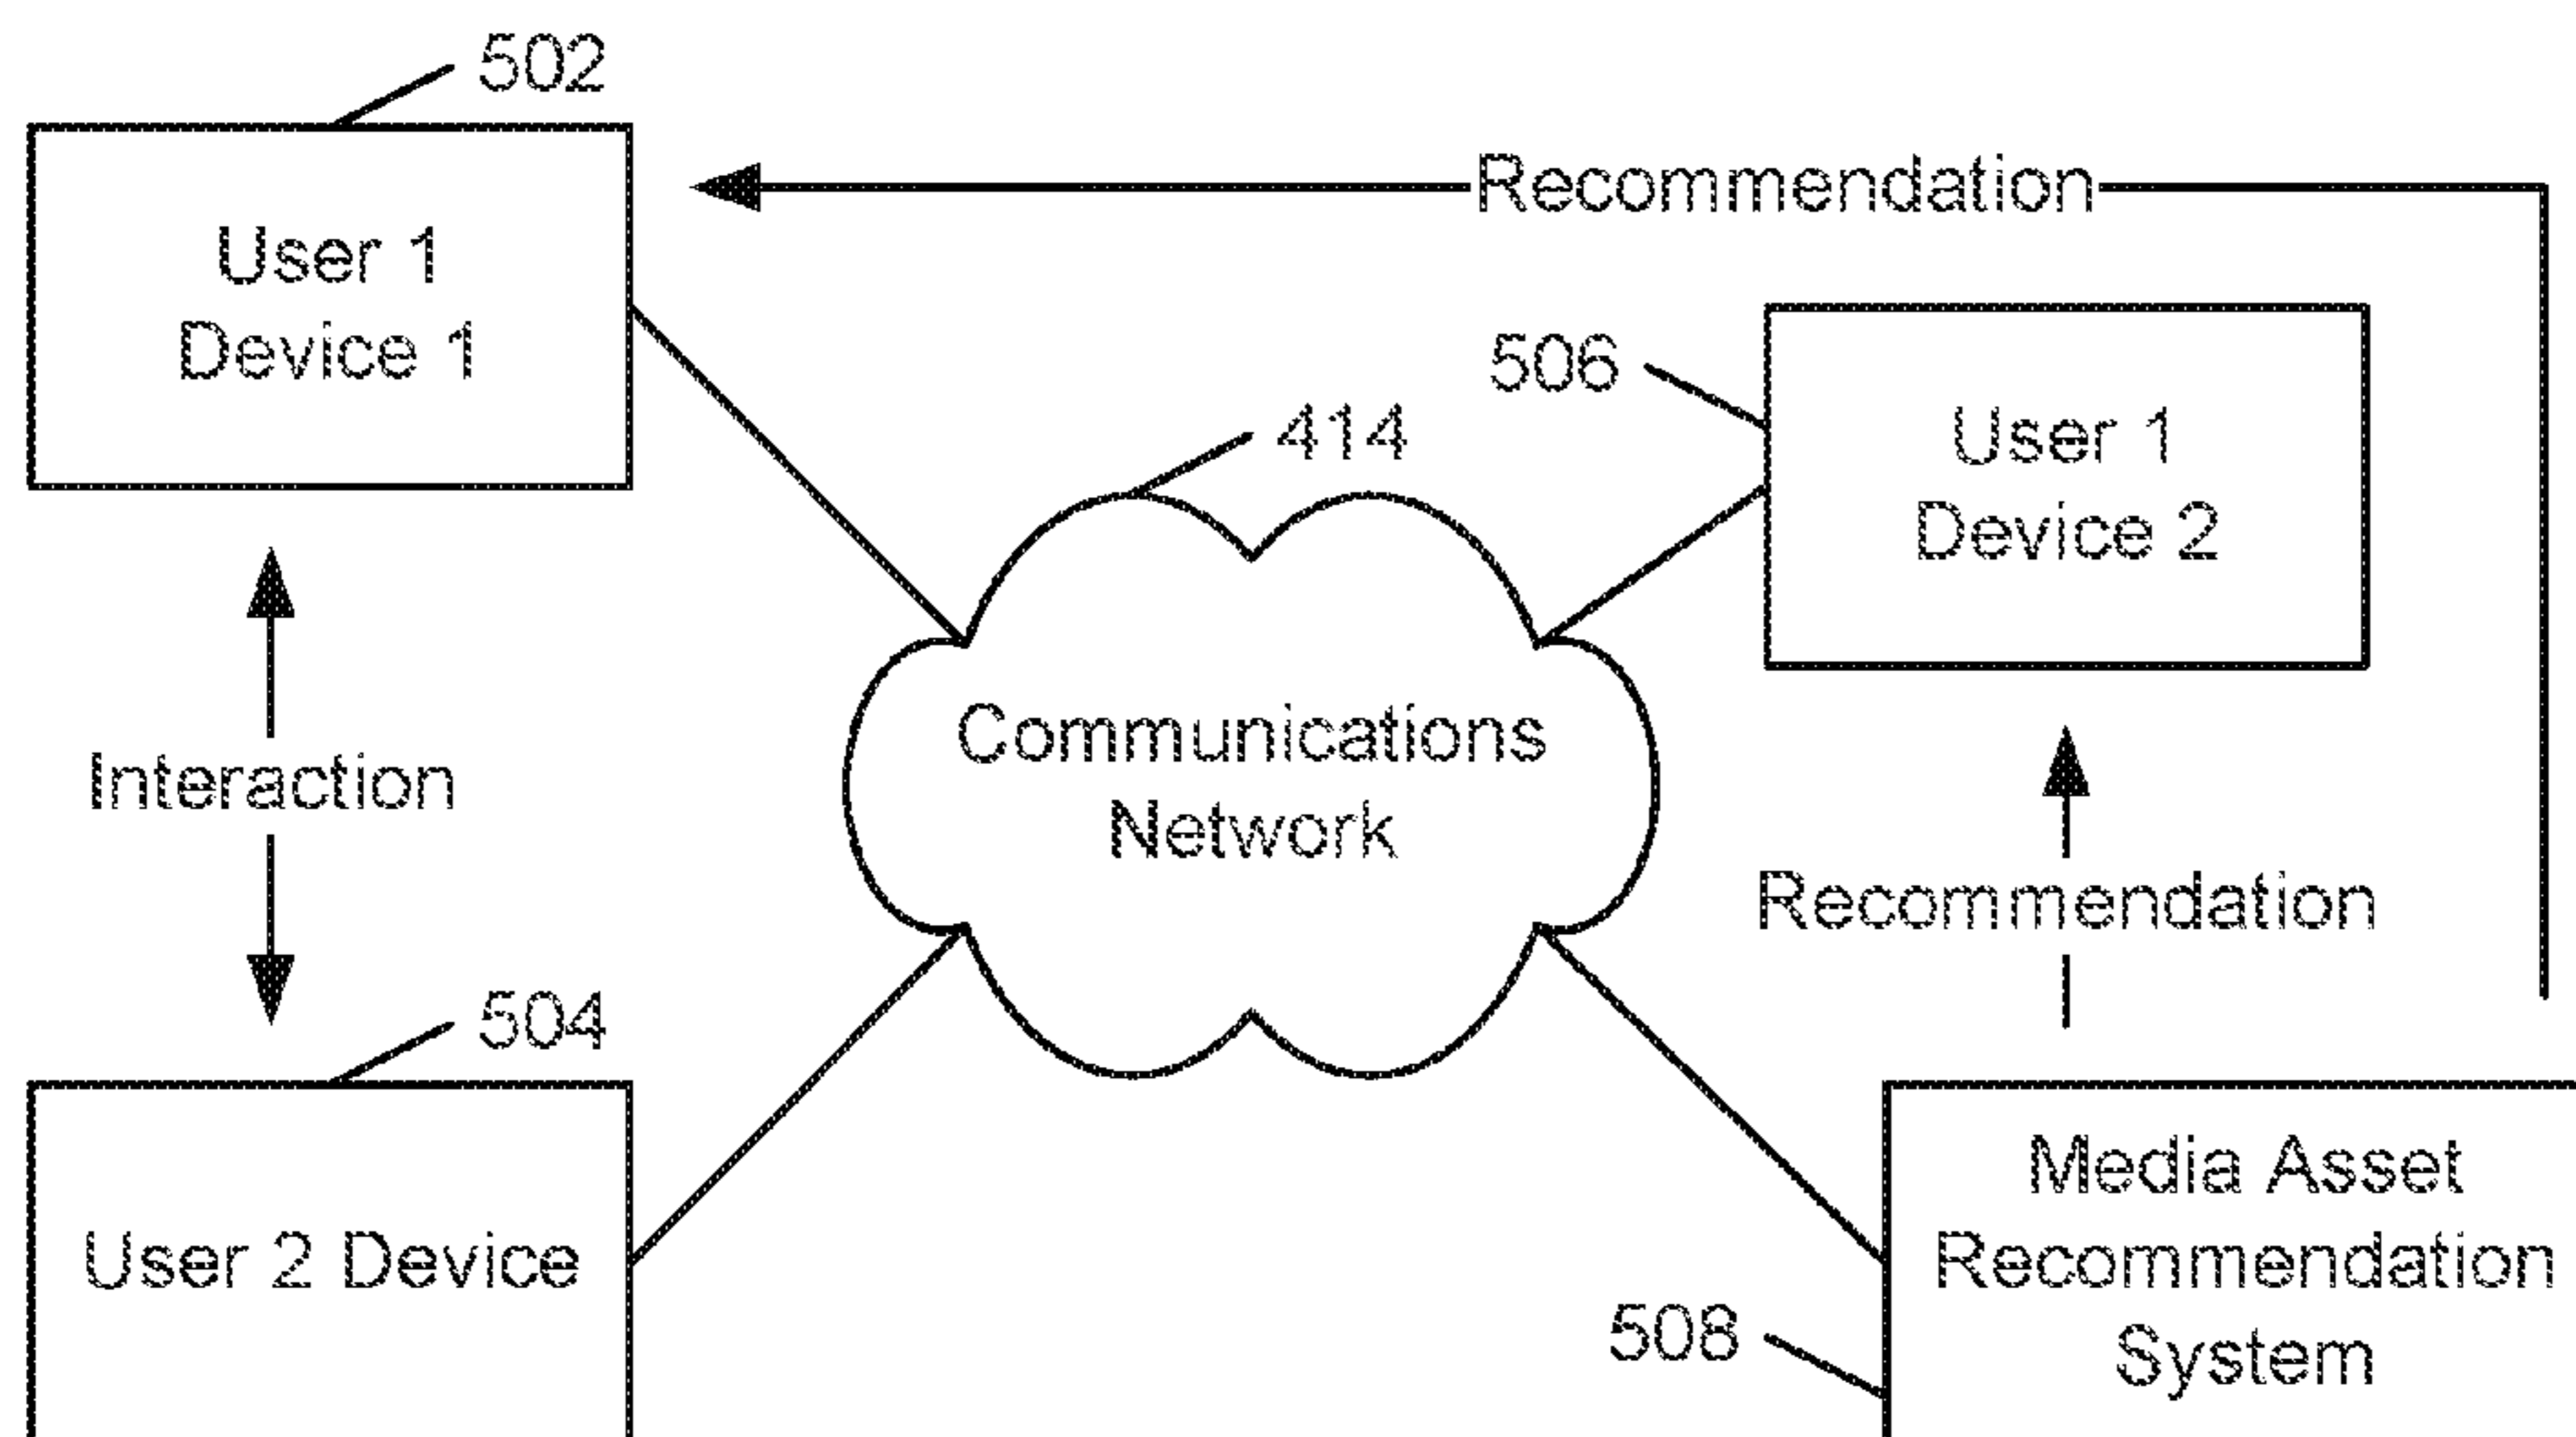 502
Recommendation
User 1
Device 1
506
414
User 1
Device 2
Communications
Network
Interaction
Recommendation
504
User 2 Device
Media Asset
Recommendation
System
508